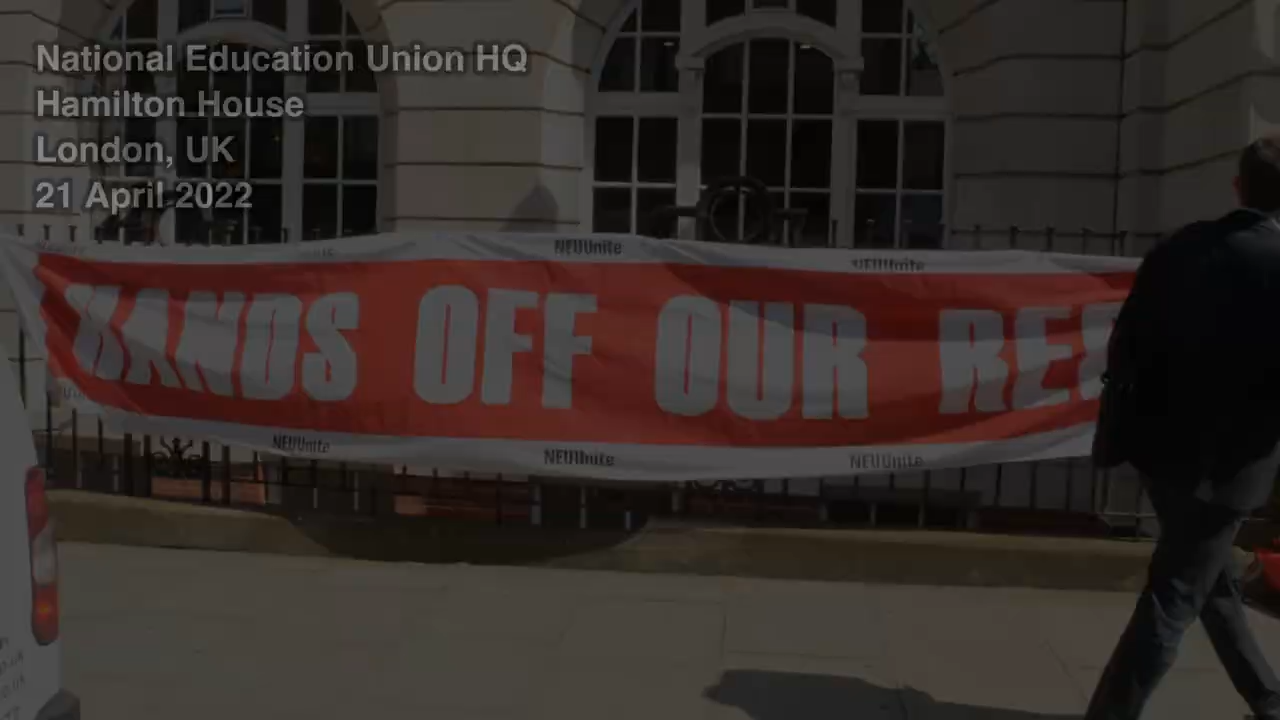 National Education Union HQ
Hamilton House
London, UK
21 April 2022
NEUUnite
NEUUnite
HANDS OFF OUR RE
NEUUnite
NEUUnite
NEUUnite